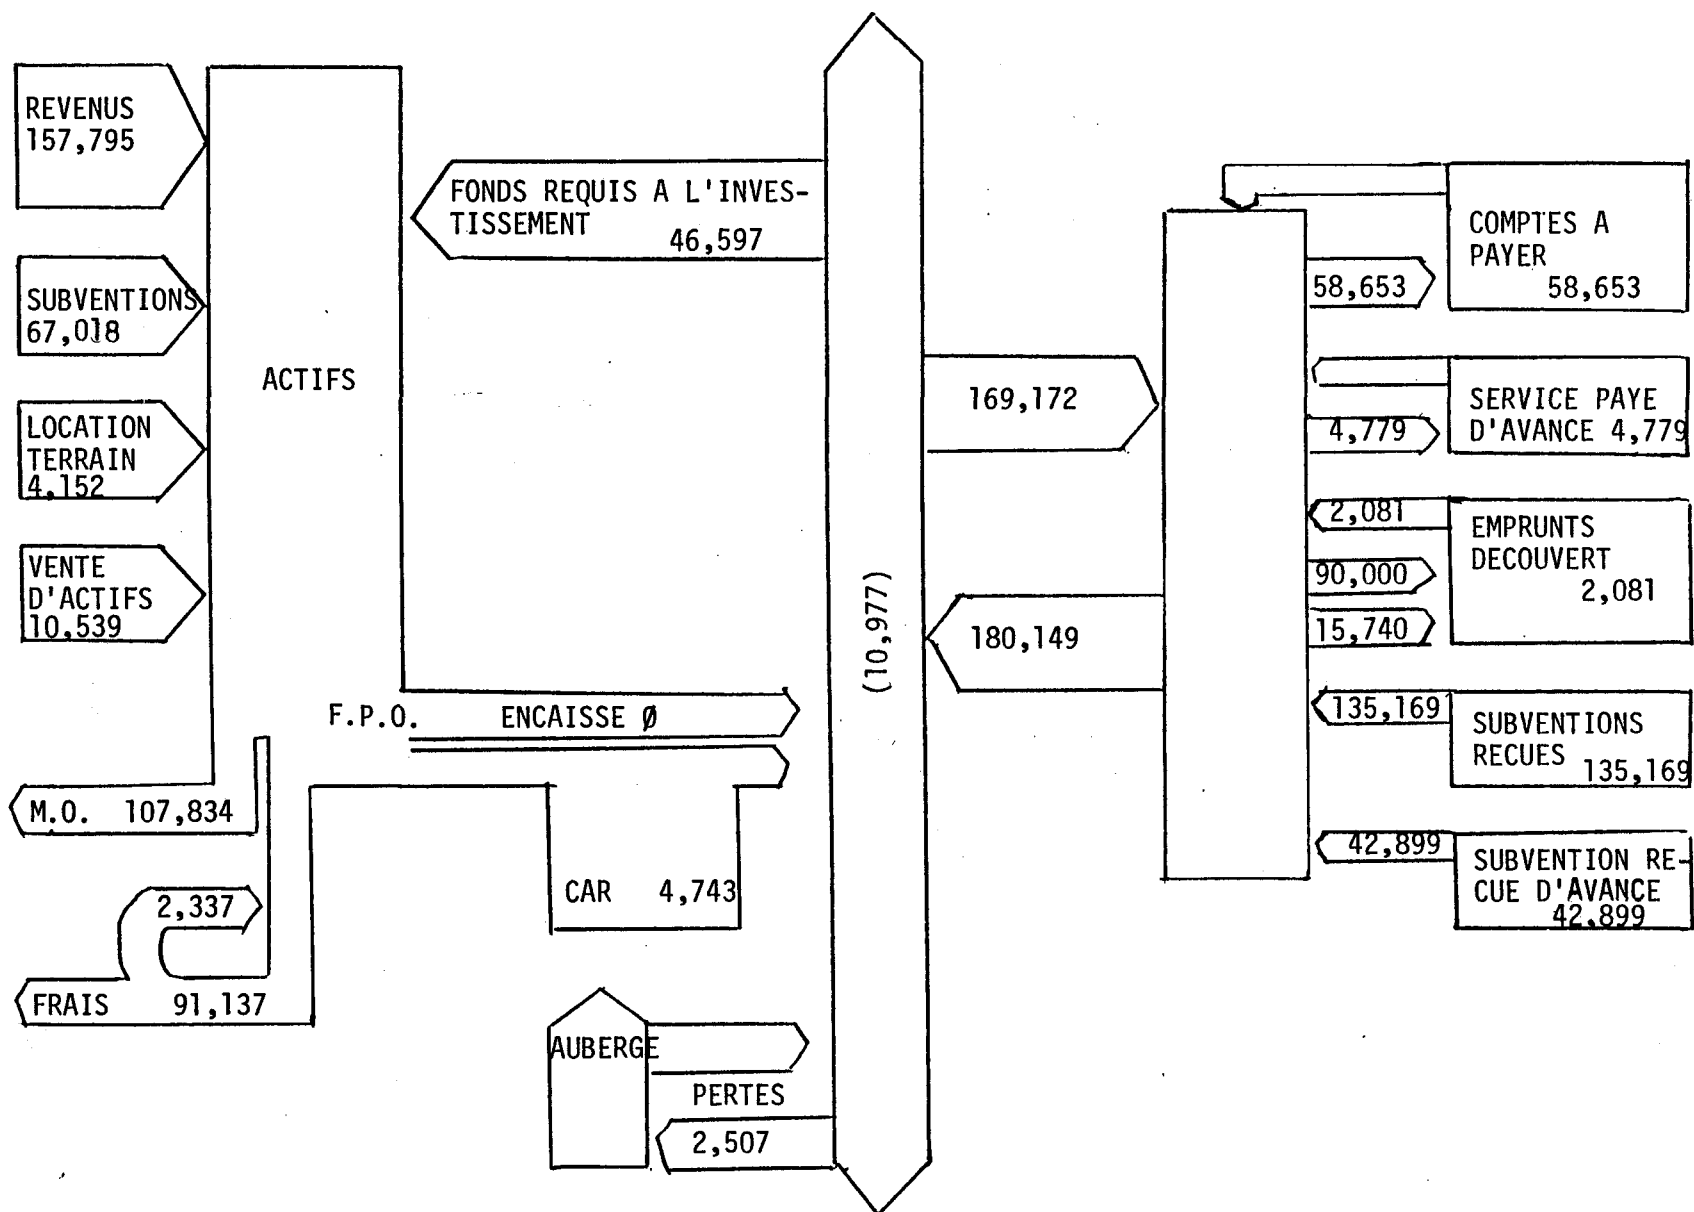 REVENUS
157,795
SUBVENTIONS
67,018
LOCATION
TERRAIN
4,152
VENTE
D'ACTIFS
10,539
ACTIFS
FONDS REQUIS A L'INVES-
TISSEMENT
46,597
F.P.O. ENCAISSE Ø
M.O. 107,834
2,337
FRAIS 91,137
CAR 4,743
AUBERGE
PERTES
2,507
(10,977)
169,172
180,149
58,653
4,779
2,081
90,000
15,740
135,169
42,899
COMPTES A
PAYER
58,653
SERVICE PAYE
D'AVANCE 4,779
EMPRUNTS
DECOUVERT
2,081
SUBVENTIONS
RECUES 135,169
SUBVENTION RE-
CUE D'AVANCE
42,899